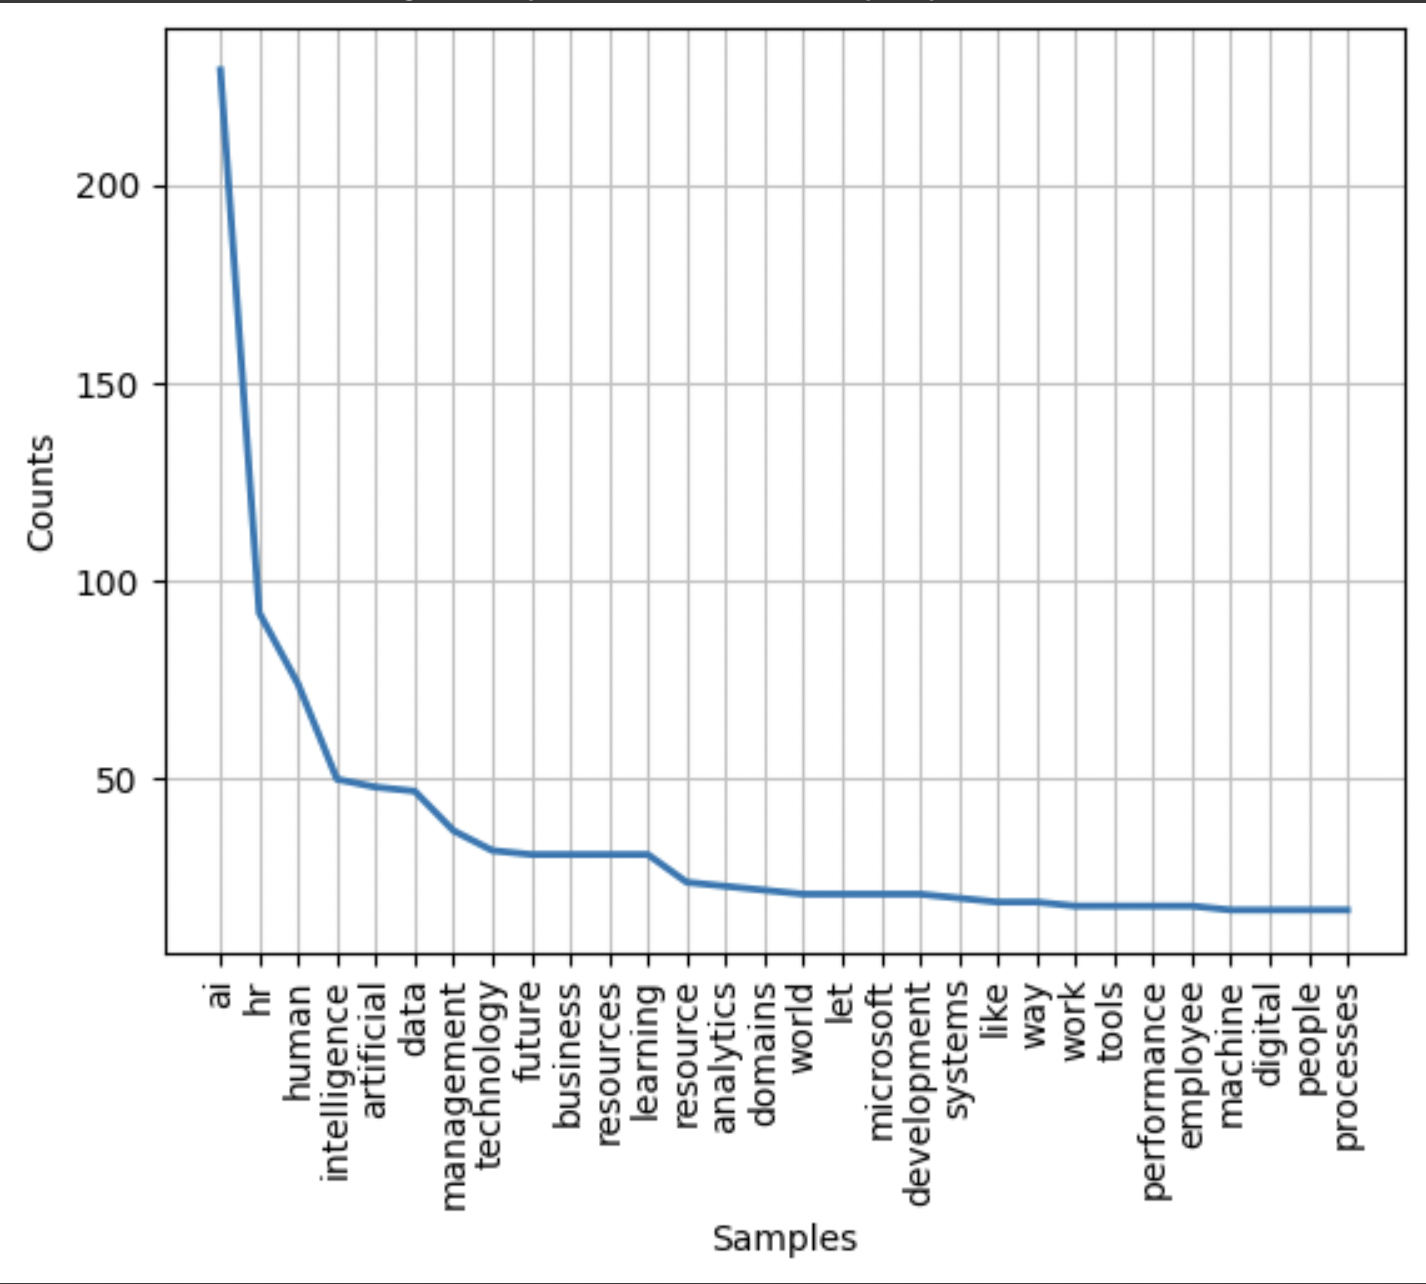 200
150
100
50
Counts
ai
hr
human
intelligence
artificial
data
management
technology
future
business
resources
learning
resource
analytics
domains
world
let
microsoft
development
systems
like
way
work
tools
performance
employee
machine
digital
people
processes
Samples